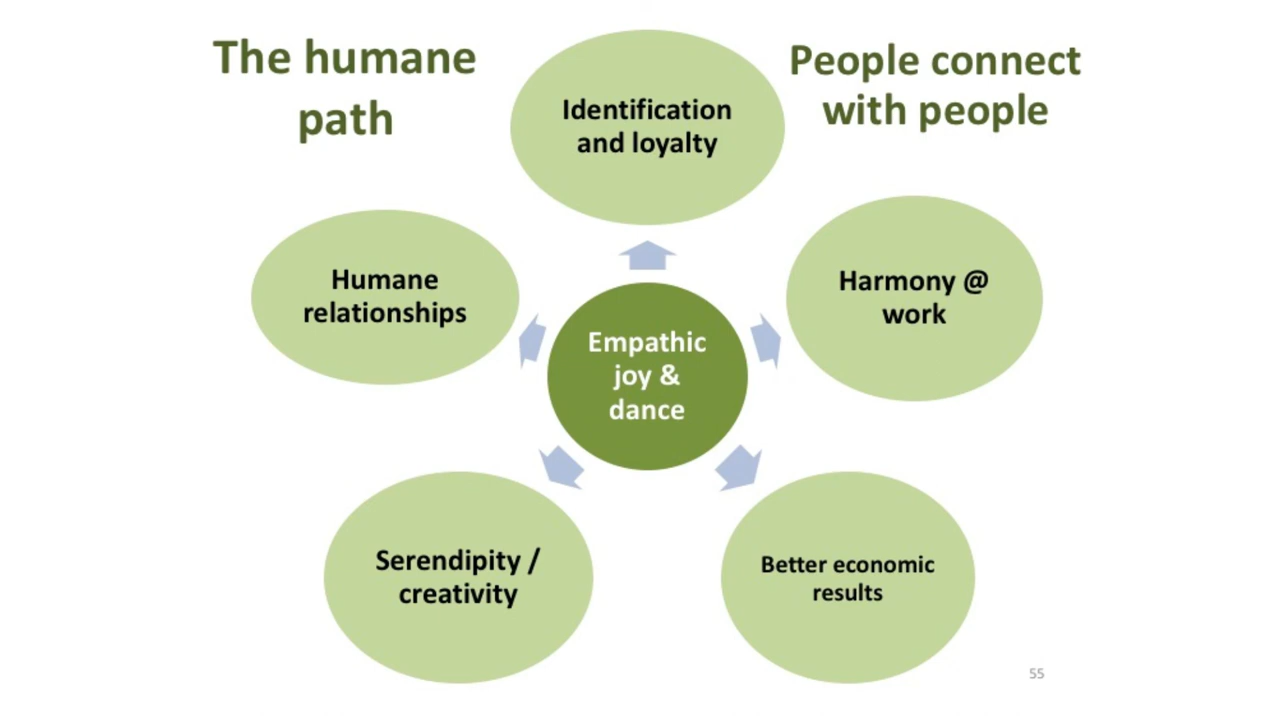 The humane
path
People connect
with people
Identification
and loyalty
Humane
relationships
Harmony @
work
Empathic
joy &
dance
Serendipity /
creativity
Better economic
results
55